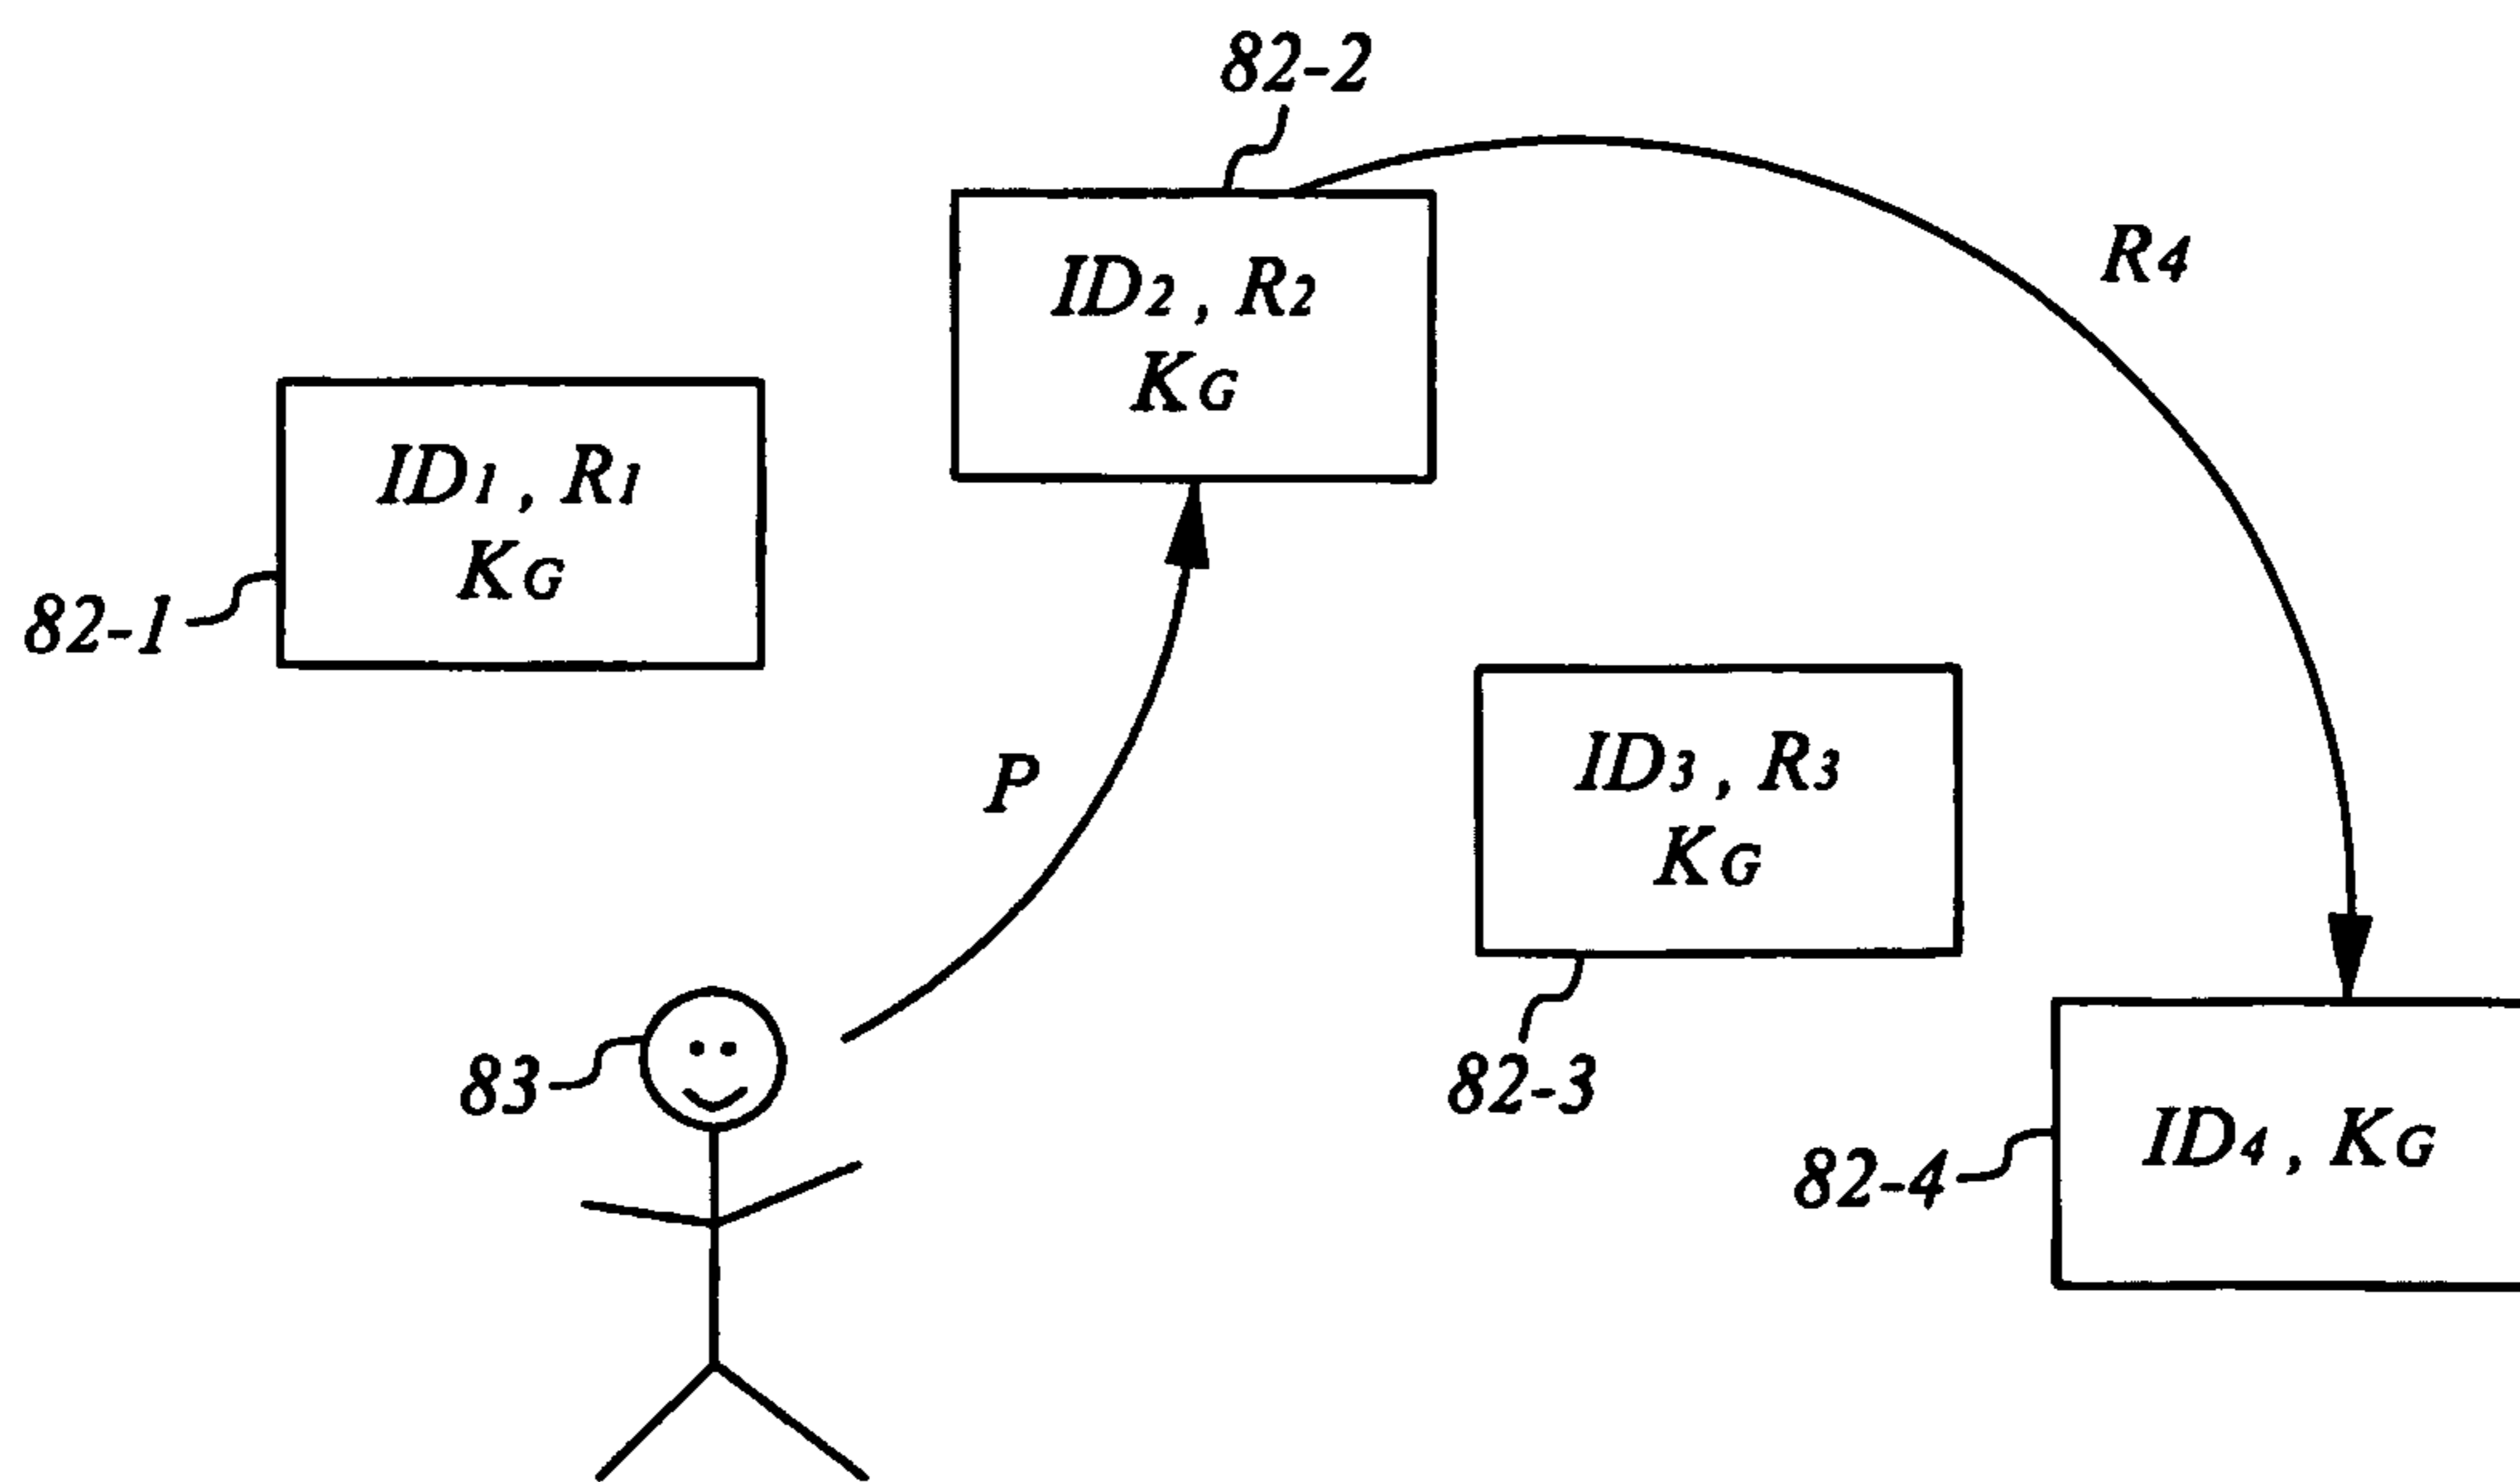 82-2
R4
ID2, R2
KG
ID1, R1
KG
82-1
P
ID3, R3
KG
83
82-3
82-4
ID4, KG